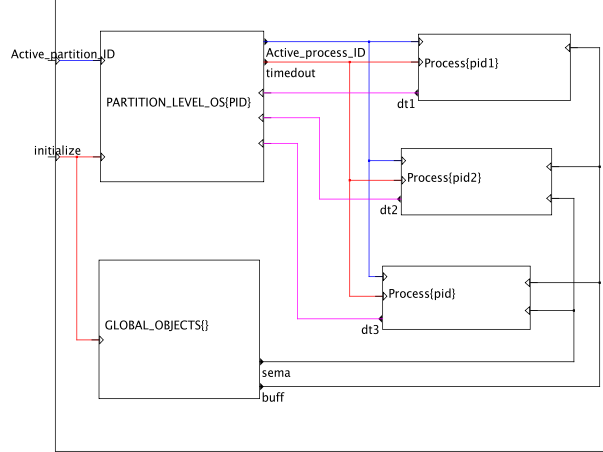 Active_partition_ID
Active_process_ID
Process{pid1}
timedout
PARTITION_LEVEL_OS{PID}
dt1
initialize
Process{pid2}
dt2
Process{pid}
GLOBAL_OBJECTS{}
dt3
sema
buff